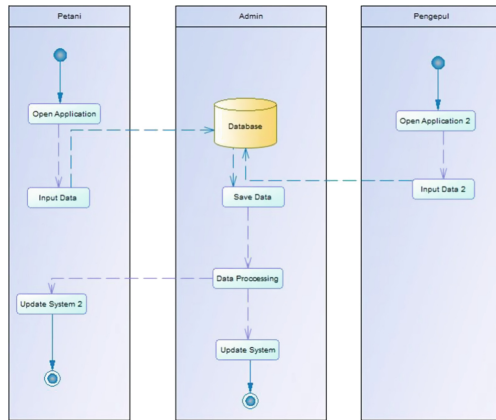 Petani
Admin
Pengepul
Open Application
Database
Open Application 2
Input Data
Save Data
Input Data 2
Data Proccessing
Update System 2
Update System